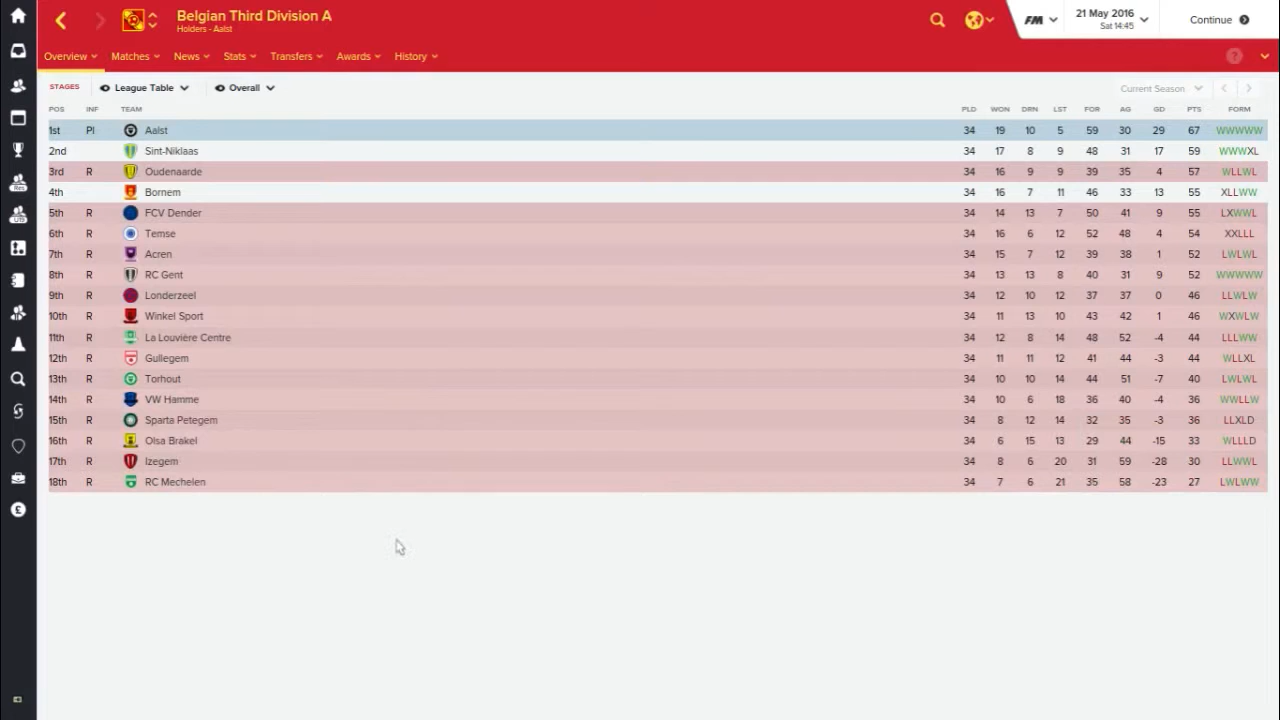 Belgian Third Division A
Holders - Aalst
FM
21 May 2016
Sat 14:45
Continue
Overview Matches News Stats Transfers Awards History
STAGES League Table Overall Current Season
POS INF TEAM PLD WON DRN LST FOR AG GD PTS FORM
1st Pl Aalst 34 19 10 5 59 30 29 67 WWWWW
2nd Sint-Niklaas 34 17 8 9 48 31 17 59 WWWXL
3rd R Oudenaarde 34 16 9 9 39 35 4 57 WLLWL
4th Bornem 34 16 7 11 46 33 13 55 XLLWW
5th R FCV Dender 34 14 13 7 50 41 9 55 LXWWL
6th R Temse 34 16 6 12 52 48 4 54 XXLLL
7th R Acren 34 15 7 12 39 38 1 52 LWLWL
8th R RC Gent 34 13 13 8 40 31 9 52 WWWWW
9th R Londerzeel 34 12 10 12 37 37 0 46 LLWLW
10th R Winkel Sport 34 11 13 10 43 42 1 46 WXWLW
11th R La Louvière Centre 34 12 8 14 48 52 -4 44 LLLWW
12th R Gullegem 34 11 11 12 41 44 -3 44 WLLXL
13th R Torhout 34 10 10 14 44 51 -7 40 LWLWL
14th R VW Hamme 34 10 6 18 36 40 -4 36 WWLLW
15th R Sparta Petegem 34 8 12 14 32 35 -3 36 LLXLD
16th R Olsa Brakel 34 6 15 13 29 44 -15 33 WLLLD
17th R Izegem 34 8 6 20 31 59 -28 30 LLWWL
18th R RC Mechelen 34 7 6 21 35 58 -23 27 LWLWW